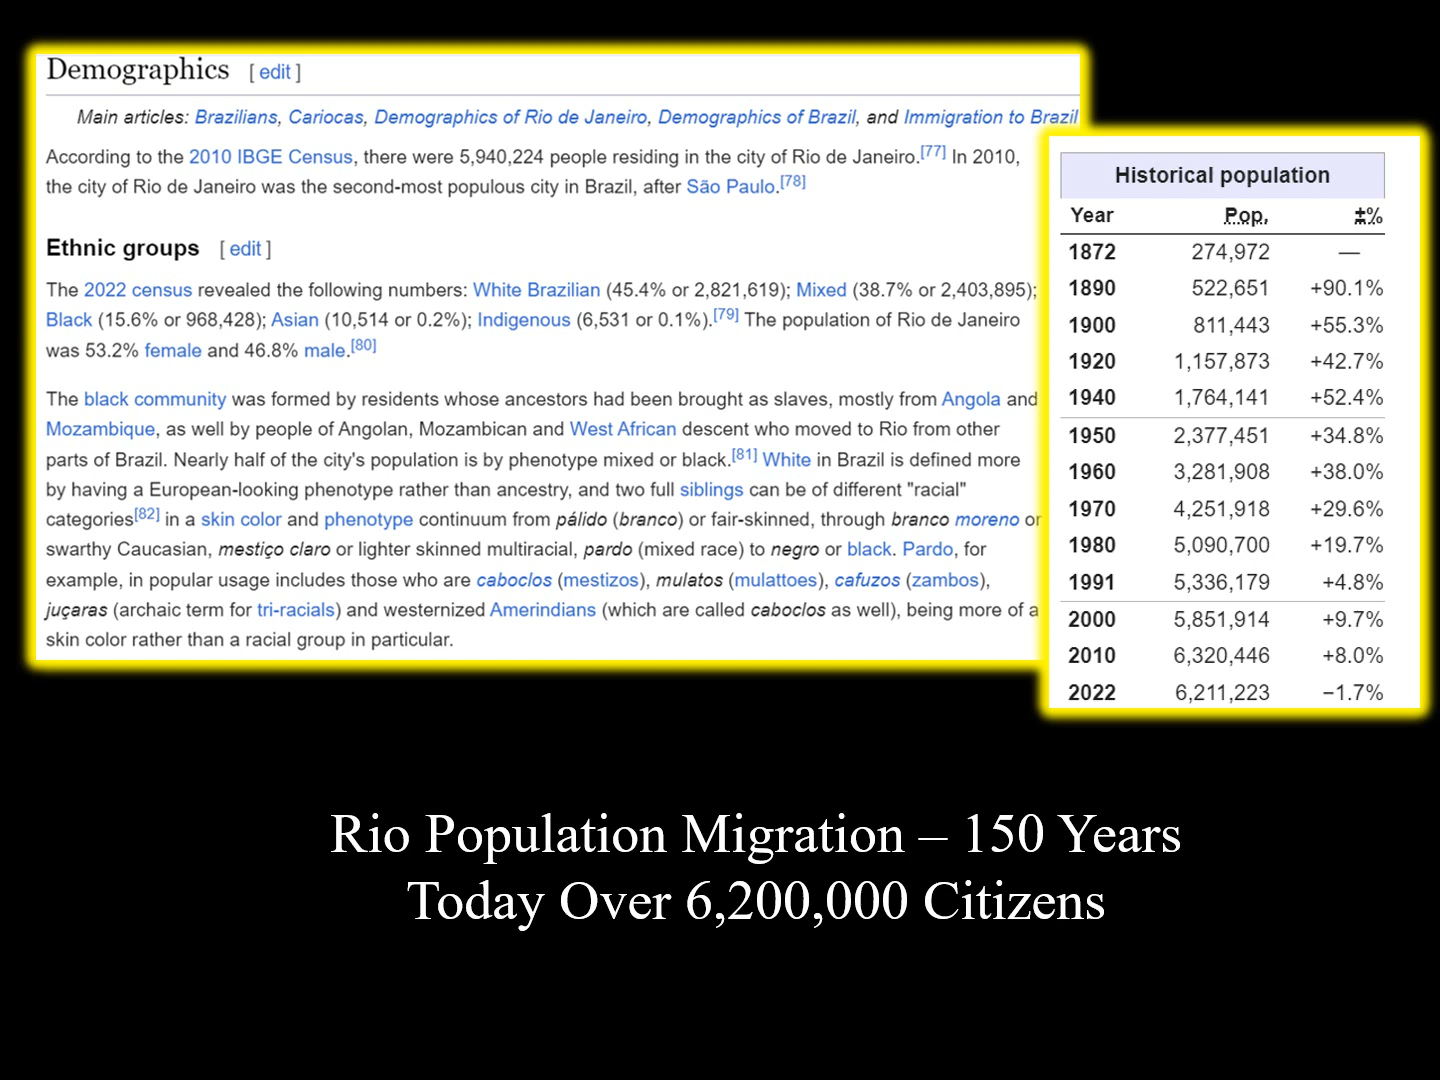 Demographics [ edit ]
Main articles: Brazilians, Cariocas, Demographics of Rio de Janeiro, Demographics of Brazil, and Immigration to Brazil
According to the 2010 IBGE Census, there were 5,940,224 people residing in the city of Rio de Janeiro.[77] In 2010,
the city of Rio de Janeiro was the second-most populous city in Brazil, after São Paulo.[78]
Ethnic groups [ edit ]
The 2022 census revealed the following numbers: White Brazilian (45.4% or 2,821,619); Mixed (38.7% or 2,403,895);
Black (15.6% or 968,428); Asian (10,514 or 0.2%); Indigenous (6,531 or 0.1%).[79] The population of Rio de Janeiro
was 53.2% female and 46.8% male.[80]
The black community was formed by residents whose ancestors had been brought as slaves, mostly from Angola and
Mozambique, as well by people of Angolan, Mozambican and West African descent who moved to Rio from other
parts of Brazil. Nearly half of the city's population is by phenotype mixed or black.[81] White in Brazil is defined more
by having a European-looking phenotype rather than ancestry, and two full siblings can be of different "racial"
categories[82] in a skin color and phenotype continuum from pálido (branco) or fair-skinned, through branco moreno or
swarthy Caucasian, mestiço claro or lighter skinned multiracial, pardo (mixed race) to negro or black. Pardo, for
example, in popular usage includes those who are caboclos (mestizos), mulatos (mulattoes), cafuzos (zambos),
juçaras (archaic term for tri-racials) and westernized Amerindians (which are called caboclos as well), being more of a
skin color rather than a racial group in particular.
Historical population
Year Pop. ±%
1872 274,972 —
1890 522,651 +90.1%
1900 811,443 +55.3%
1920 1,157,873 +42.7%
1940 1,764,141 +52.4%
1950 2,377,451 +34.8%
1960 3,281,908 +38.0%
1970 4,251,918 +29.6%
1980 5,090,700 +19.7%
1991 5,336,179 +4.8%
2000 5,851,914 +9.7%
2010 6,320,446 +8.0%
2022 6,211,223 −1.7%
Rio Population Migration – 150 Years
Today Over 6,200,000 Citizens